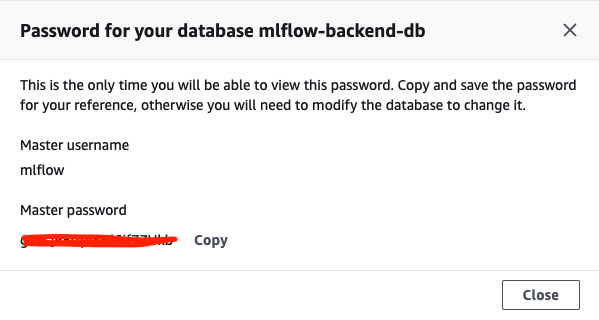 Password for your database mlflow-backend-db
This is the only time you will be able to view this password. Copy and save the password
for your reference, otherwise you will need to modify the database to change it.
Master username
mlflow
Master password
Copy
Close